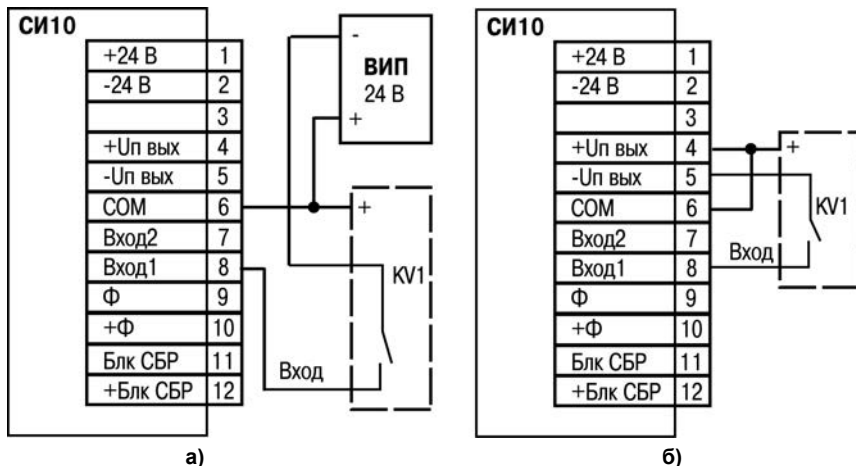 СИ10
+24 В 1
-24 В 2
3
+Uп вых 4
-Uп вых 5
COM 6
Вход2 7
Вход1 8
Ф 9
+Ф 10
Блк СБР 11
+Блк СБР 12
-
ВИП
24 В
+
+
KV1
Вход
а)
СИ10
+24 В 1
-24 В 2
3
+Uп вых 4
-Uп вых 5
COM 6
Вход2 7
Вход1 8
Ф 9
+Ф 10
Блк СБР 11
+Блк СБР 12
+
KV1
Вход
б)